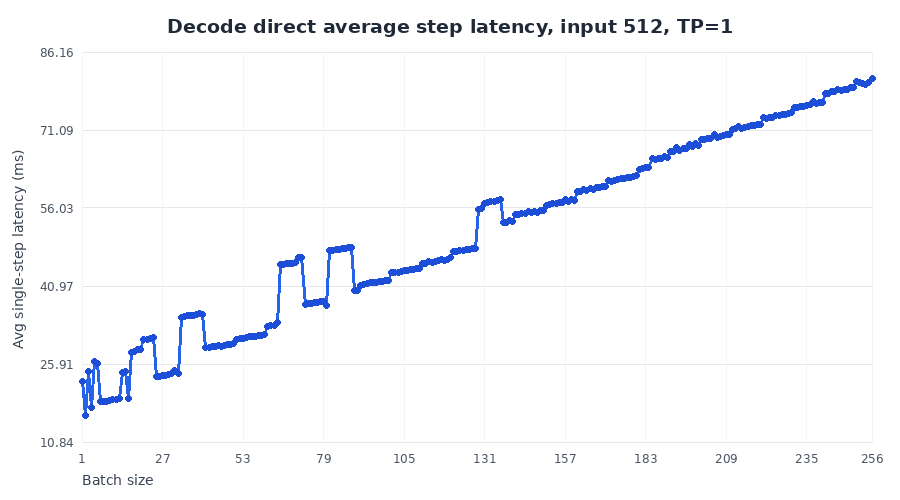 Decode direct average step latency, input 512, TP=1
86.16
71.09
56.03
40.97
25.91
10.84
Avg single-step latency (ms)
1 27 53 79 105 131 157 183 209 235 256
Batch size